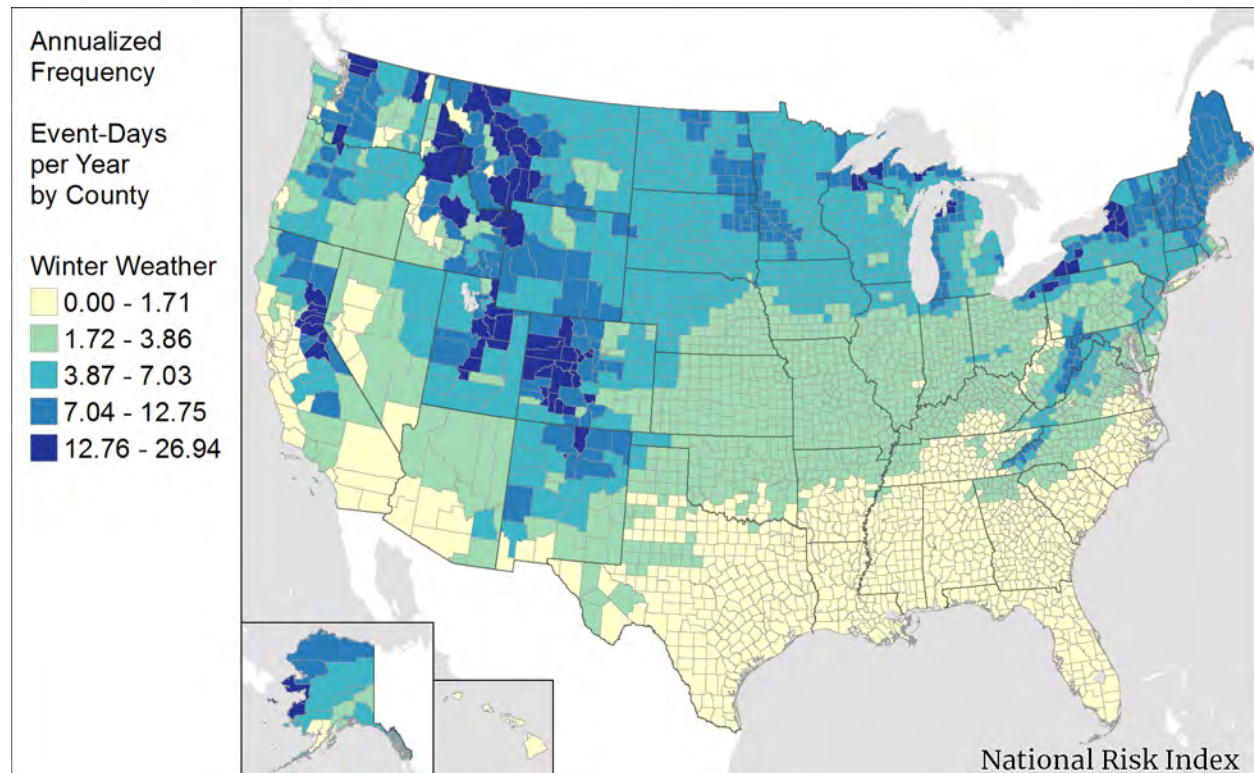 Annualized
Frequency
Event-Days
per Year
by County
Winter Weather
0.00 - 1.71
1.72 - 3.86
3.87 - 7.03
7.04 - 12.75
12.76 - 26.94
National Risk Index